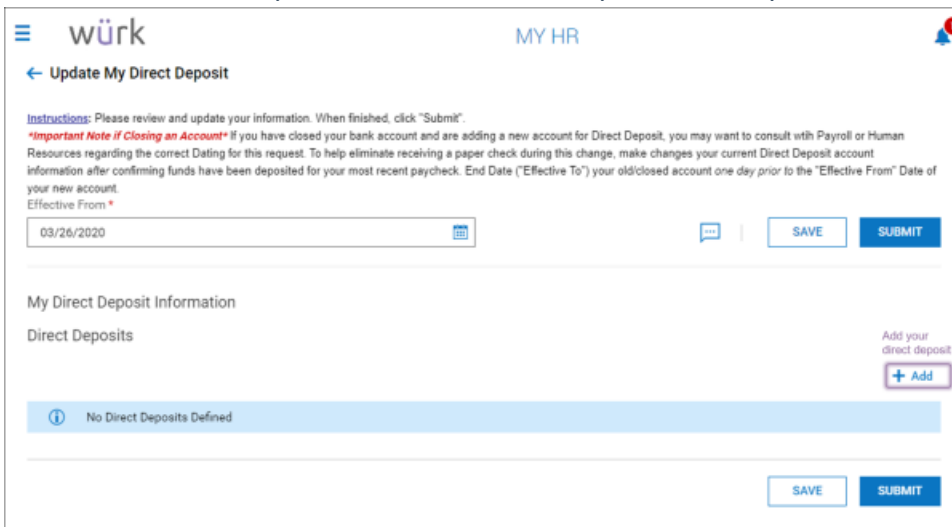 würk
MY HR
← Update My Direct Deposit
Instructions: Please review and update your information. When finished, click "Submit".
*Important Note if Closing an Account* If you have closed your bank account and are adding a new account for Direct Deposit, you may want to consult wtih Payroll or Human
Resources regarding the correct Dating for this request. To help eliminate receiving a paper check during this change, make changes your current Direct Deposit account
information after confirming funds have been deposited for your most recent paycheck. End Date ("Effective To") your old/closed account one day prior to the "Effective From" Date of
your new account.
Effective From *
03/26/2020
SAVE
SUBMIT
My Direct Deposit Information
Direct Deposits
Add your
direct deposit
+ Add
No Direct Deposits Defined
SAVE
SUBMIT